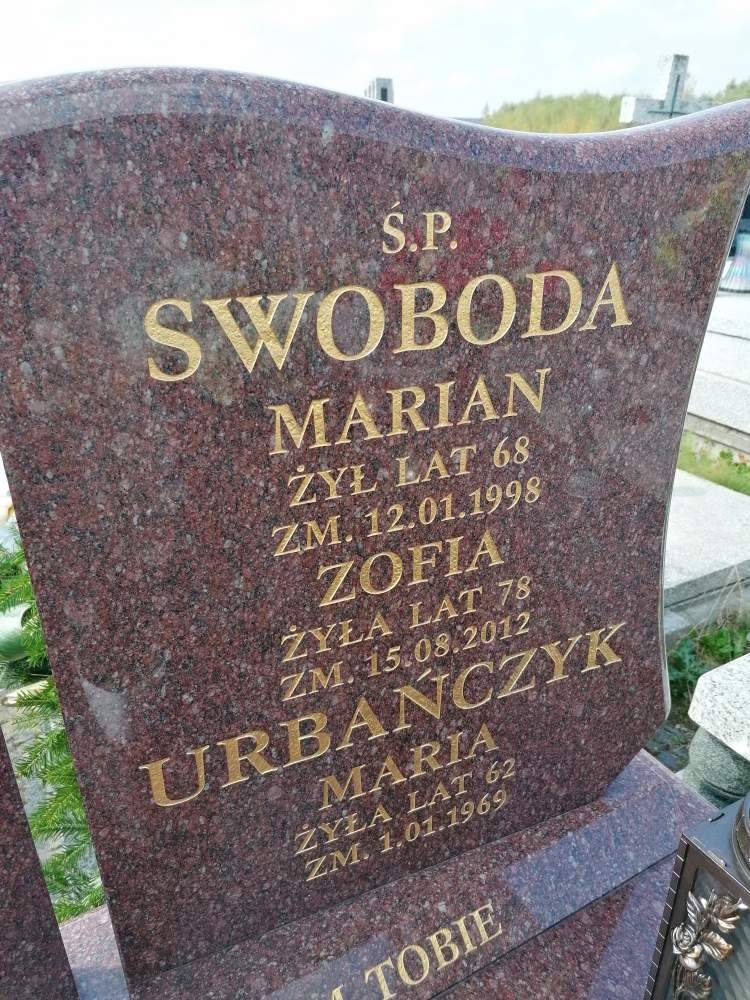 Ś.P.
SWOBODA
MARIAN
ŻYŁ LAT 68
ZM. 12.01.1998
ZOFIA
ŻYŁA LAT 78
ZM. 15.08.2012
URBAŃCZYK
MARIA
ŻYŁA LAT 62
ZM. 1.01.1969
TOBIE